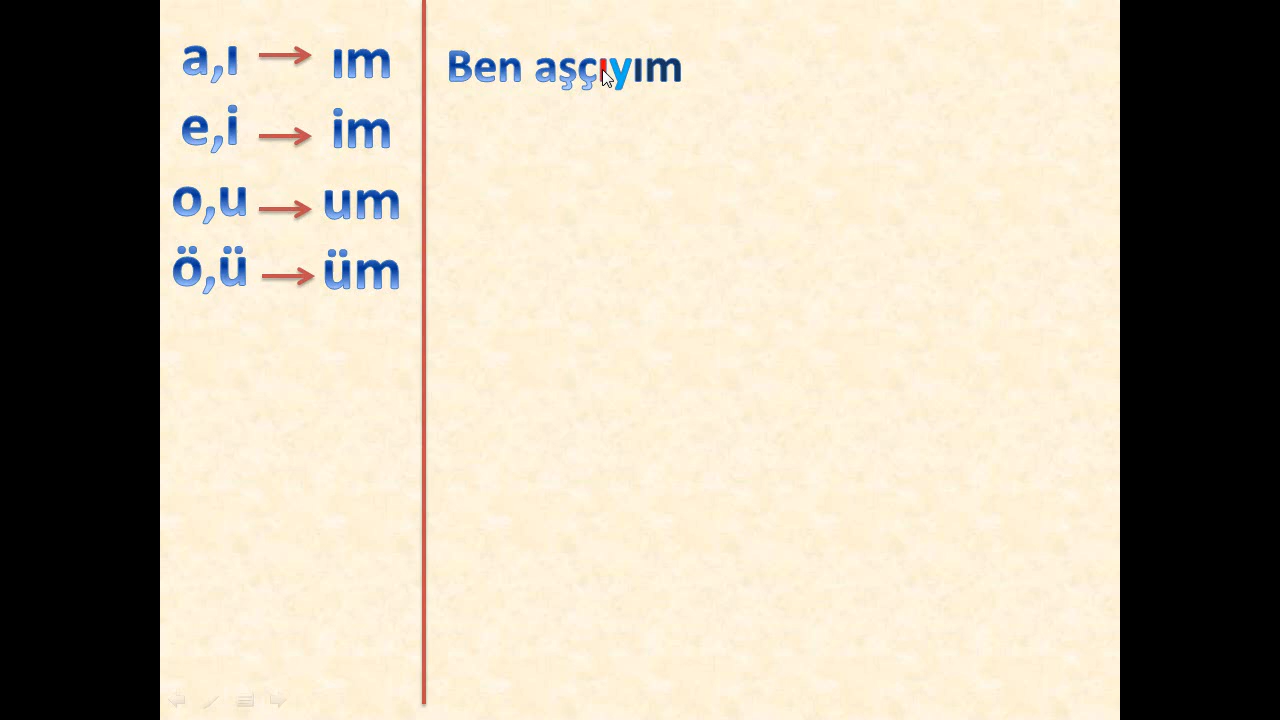 a,ı → ım
e,i → im
o,u → um
ö,ü → üm
Ben aşçıyım